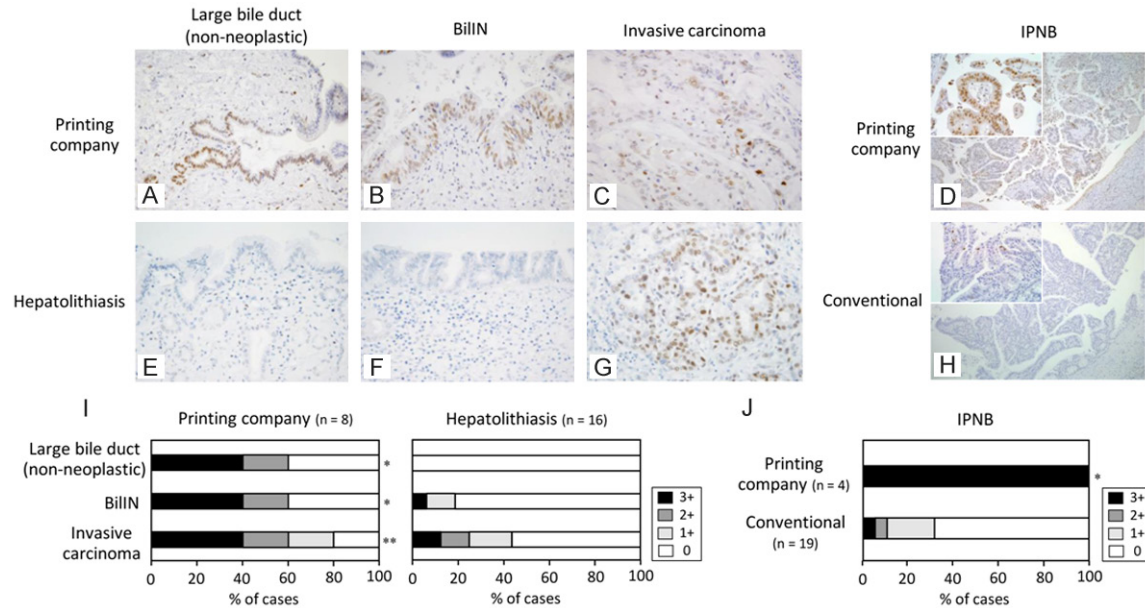 Large bile duct
(non-neoplastic)
BilIN
Invasive carcinoma
IPNB
Printing
company
A
B
C
Printing
company
D
Hepatolithiasis
E
F
G
Conventional
H
I
Printing company (n = 8)
Hepatolithiasis (n = 16)
Large bile duct
(non-neoplastic)
*
BilIN
*
Invasive
carcinoma
**
0 20 40 60 80 100
% of cases
0 20 40 60 80 100
% of cases
3+
2+
1+
0
J
IPNB
Printing
company (n = 4)
*
Conventional
(n = 19)
0 20 40 60 80 100
% of cases
3+
2+
1+
0